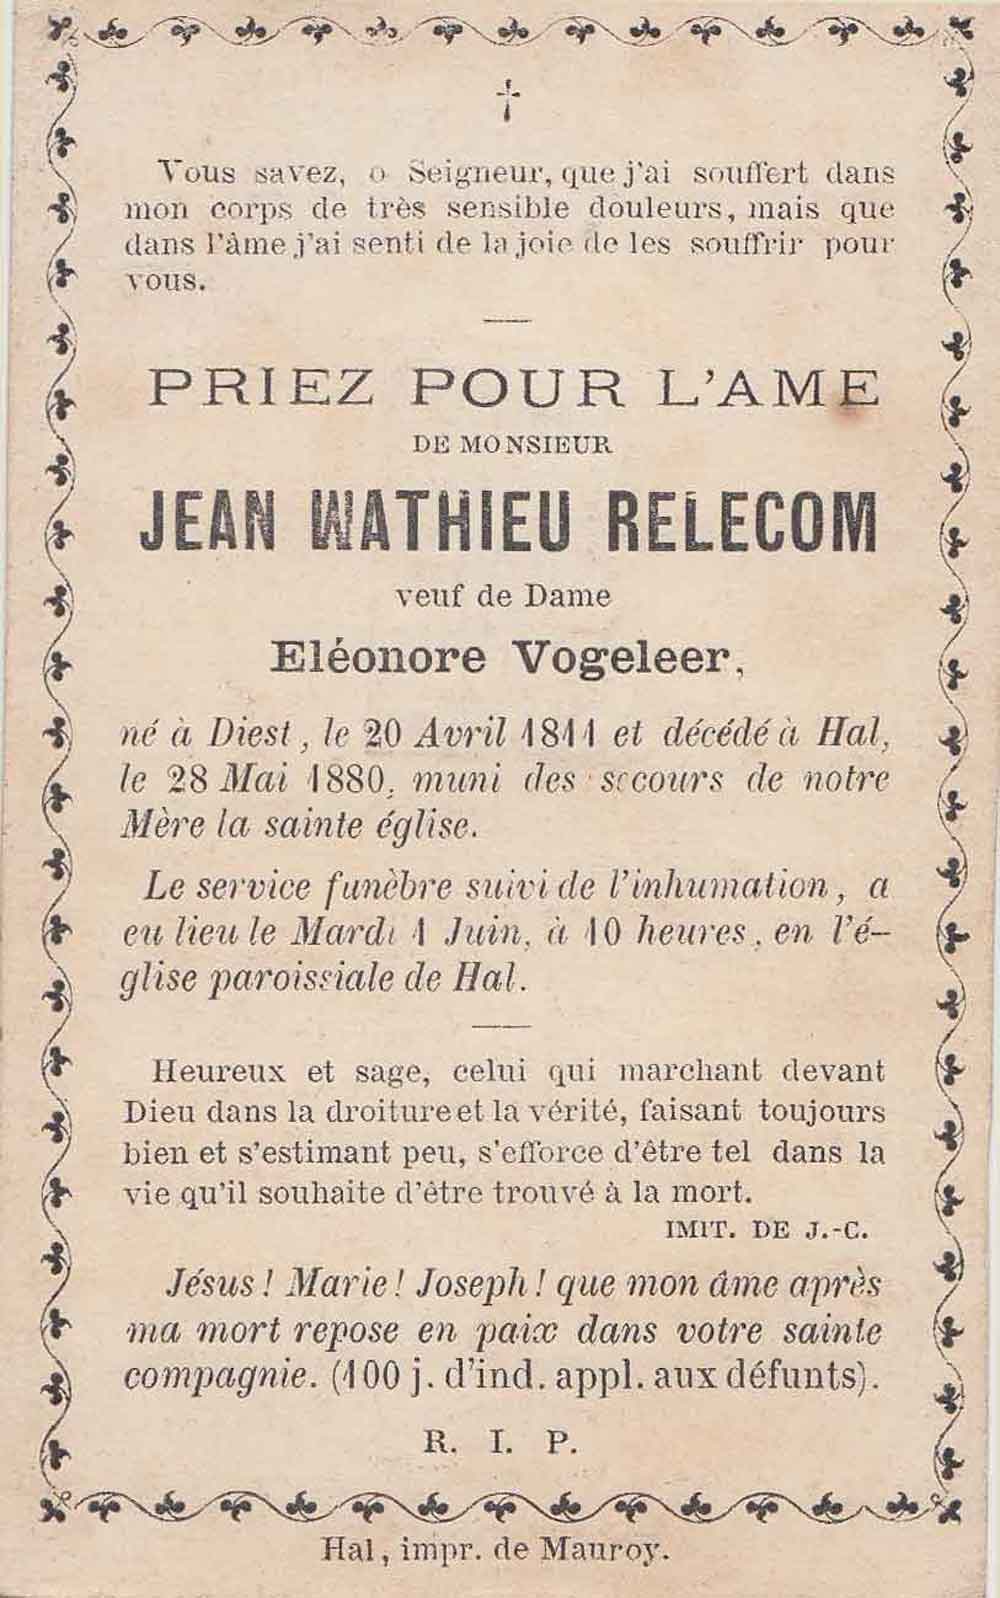 Vous savez, o Seigneur, que j'ai souffert dans
mon corps de très sensible douleurs, mais que
dans l'âme j'ai senti de la joie de les souffrir pour
vous.
PRIEZ POUR L'AME
DE MONSIEUR
JEAN WATHIEU RELECOM
veuf de Dame
Eléonore Vogeleer,
né à Diest, le 20 Avril 1811 et décédé à Hal,
le 28 Mai 1880, muni des secours de notre
Mère la sainte église.
Le service funèbre suivi de l'inhumation, a
eu lieu le Mardi 1 Juin, à 10 heures, en l'é-
glise paroissiale de Hal.
Heureux et sage, celui qui marchant devant
Dieu dans la droiture et la vérité, faisant toujours
bien et s'estimant peu, s'efforce d'être tel dans la
vie qu'il souhaite d'être trouvé à la mort.
IMIT. DE J.-C.
Jésus ! Marie ! Joseph ! que mon âme après
ma mort repose en paix dans votre sainte
compagnie. (100 j. d'ind. appl. aux défunts).
R. I. P.
Hal, impr. de Mauroy.